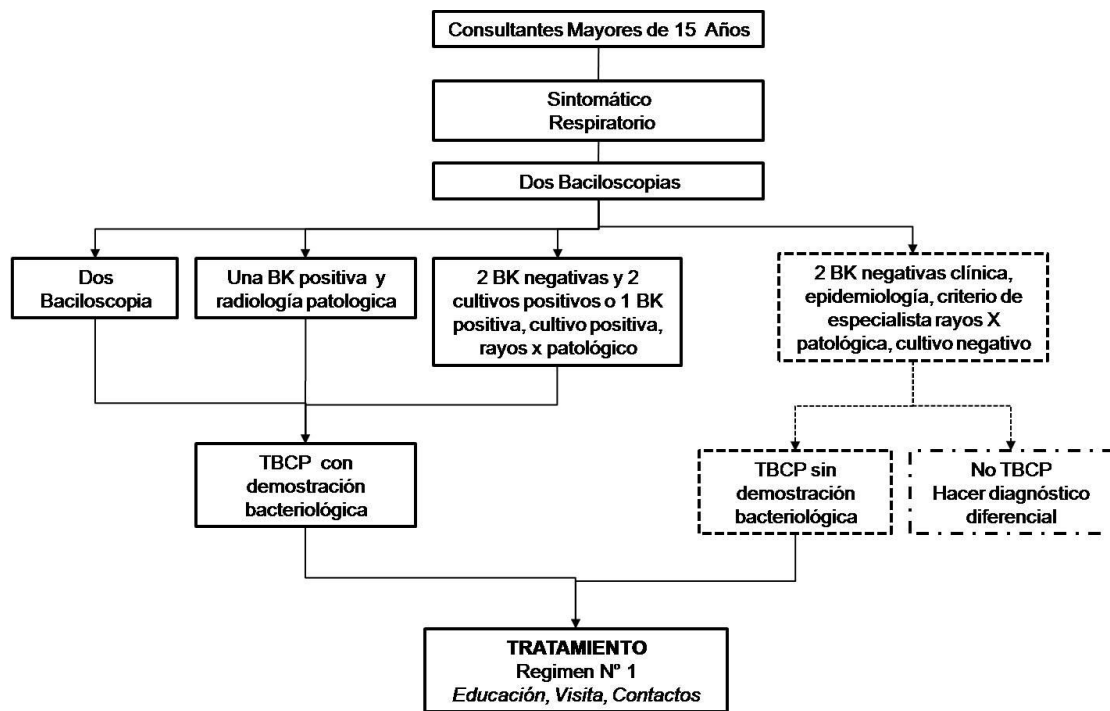 Consultantes Mayores de 15 Años
Sintomático
Respiratorio
Dos Baciloscopias
Dos
Baciloscopia
Una BK positiva y
radiología patologica
2 BK negativas y 2
cultivos positivos o 1 BK
positiva, cultivo positiva,
rayos x patológico
2 BK negativas clínica,
epidemiología, criterio de
especialista rayos X
patológica, cultivo negativo
TBCP con
demostración
bacteriológica
TBCP sin
demostración
bacteriológica
No TBCP
Hacer diagnóstico
diferencial
TRATAMIENTO
Regimen Nº 1
Educación, Visita, Contactos